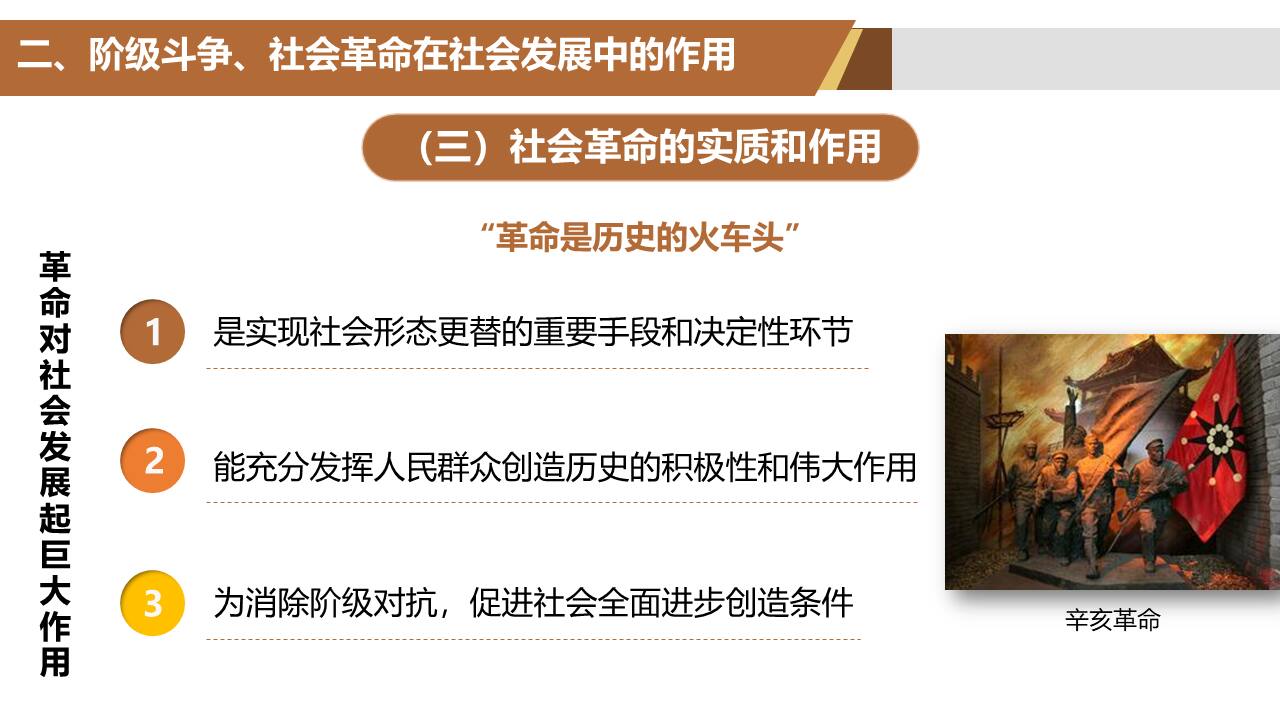 二、阶级斗争、社会革命在社会发展中的作用
（三）社会革命的实质和作用
“革命是历史的火车头”
革命对社会发展起巨大作用
1 是实现社会形态更替的重要手段和决定性环节
2 能充分发挥人民群众创造历史的积极性和伟大作用
3 为消除阶级对抗，促进社会全面进步创造条件
辛亥革命